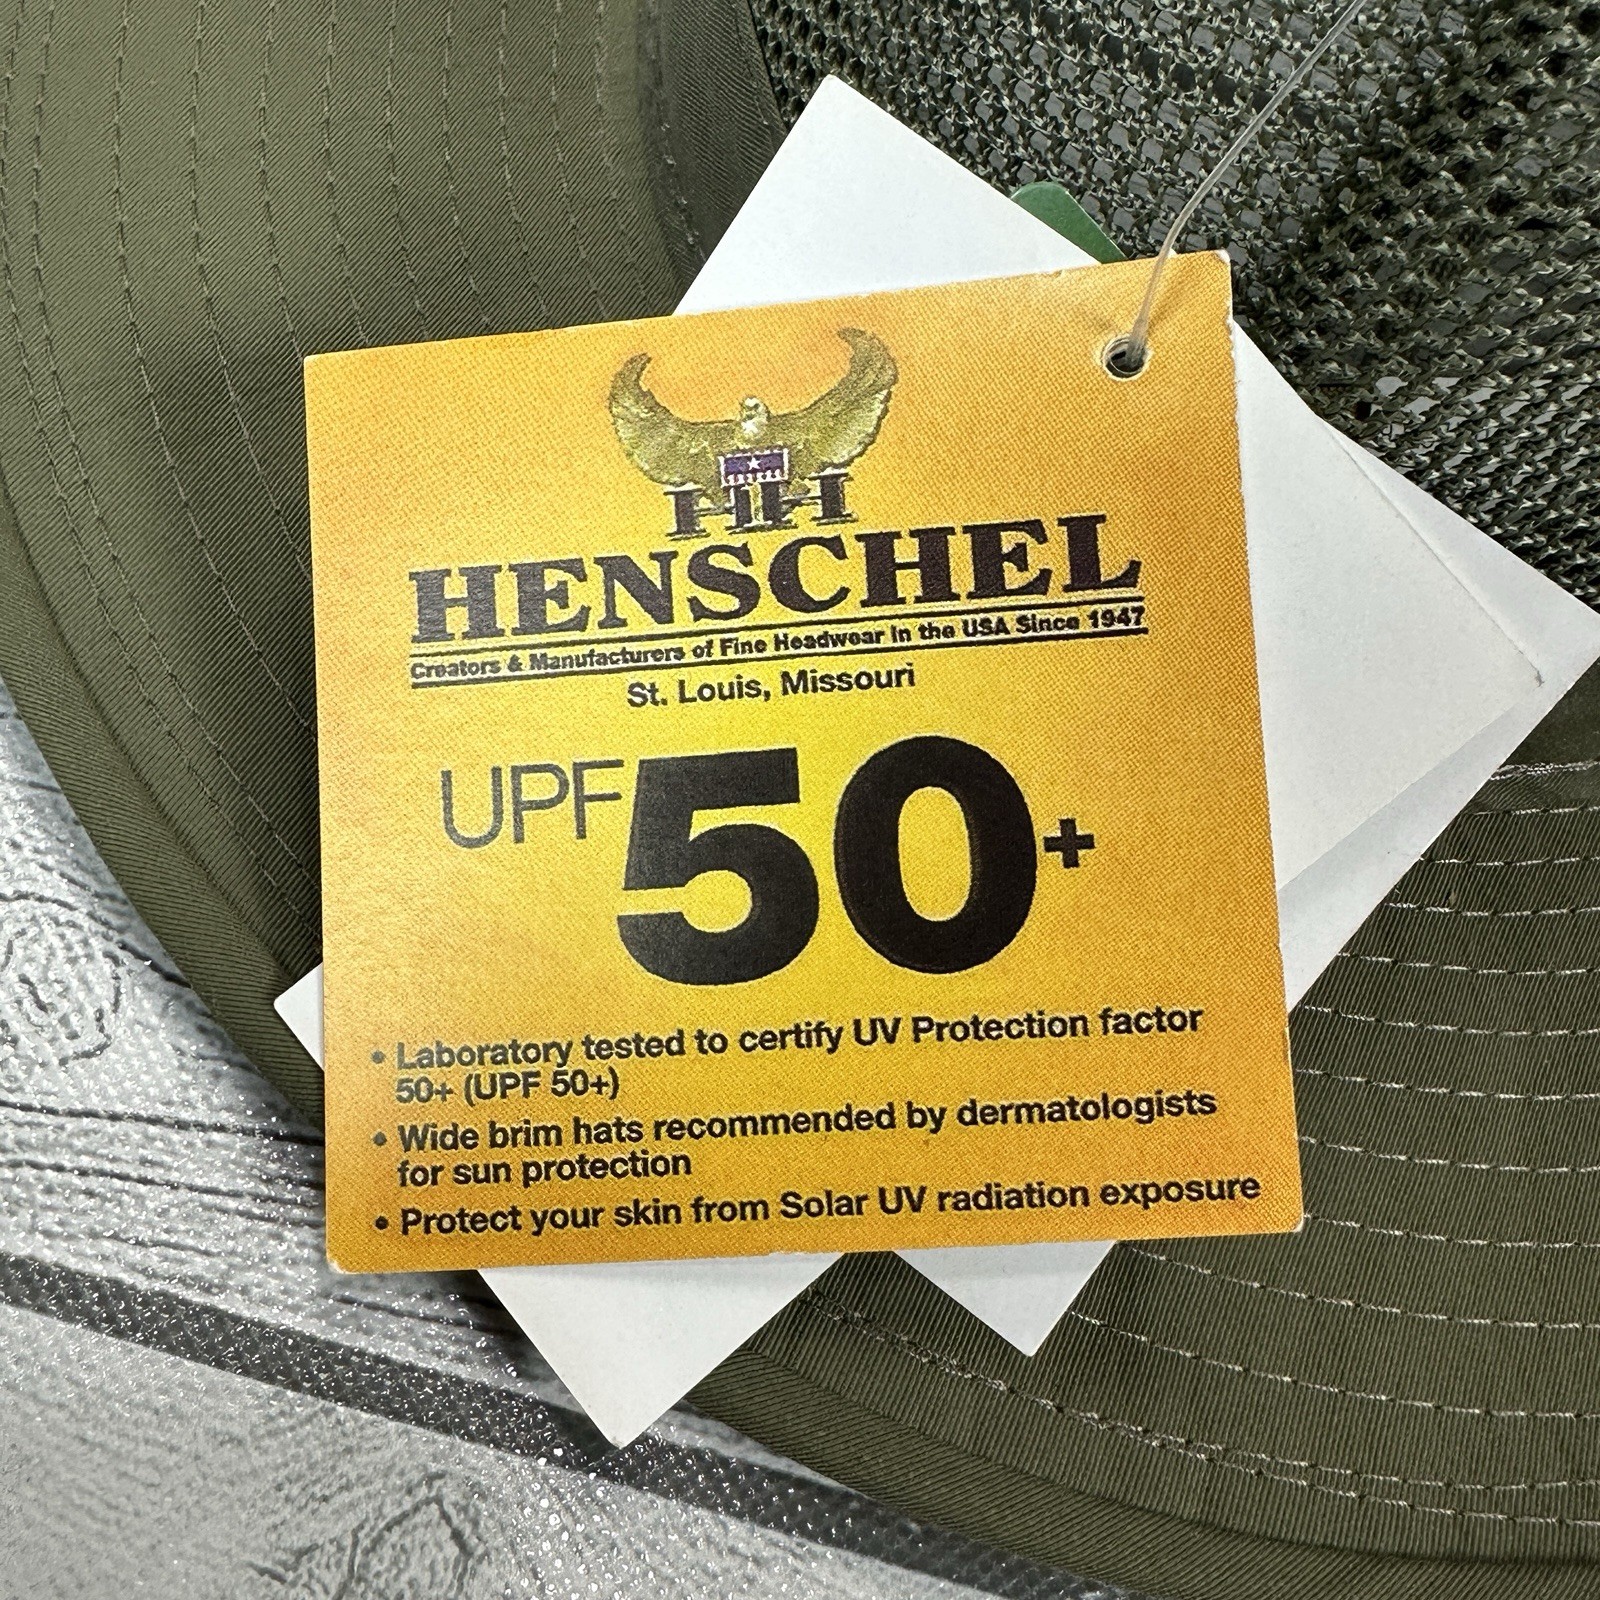 HH
HENSCHEL
Creators & Manufacturers of Fine Headwear in the USA Since 1947
St. Louis, Missouri
UPF 50+
• Laboratory tested to certify UV Protection factor
50+ (UPF 50+)
• Wide brim hats recommended by dermatologists
for sun protection
• Protect your skin from Solar UV radiation exposure